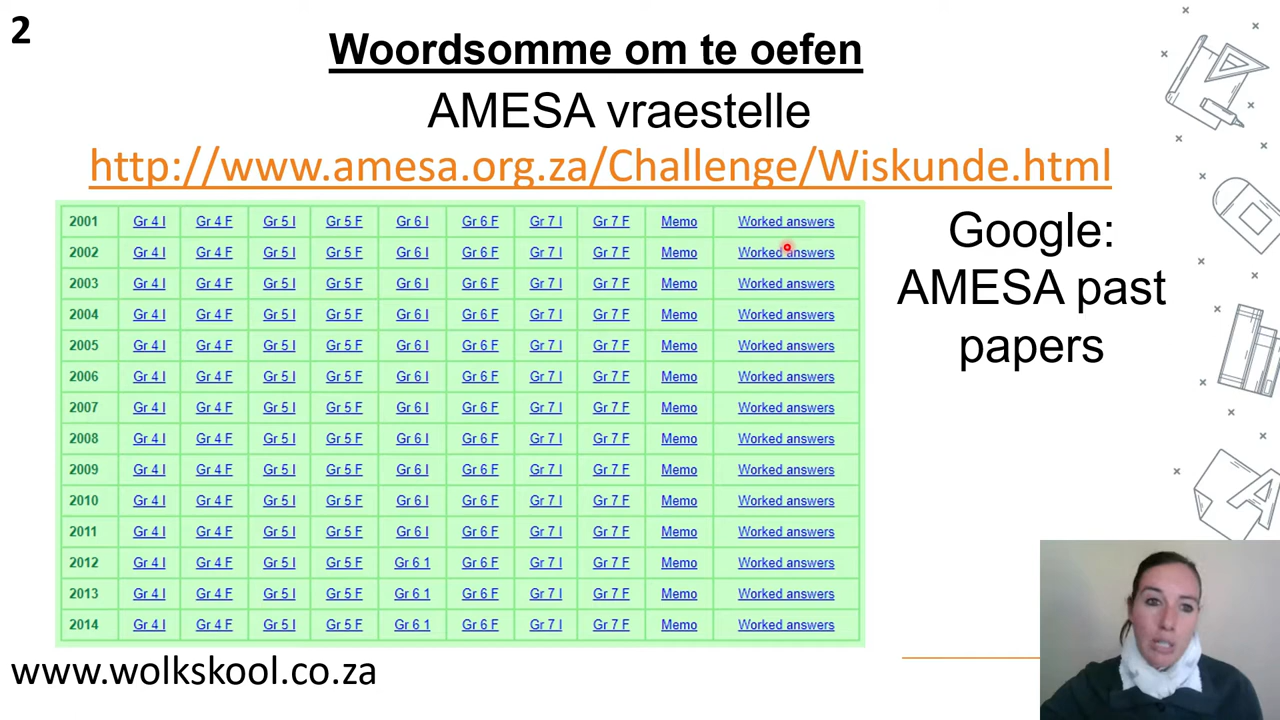 2
Woordsomme om te oefen
AMESA vraestelle
http://www.amesa.org.za/Challenge/Wiskunde.html
2001 Gr 4 I Gr 4 F Gr 5 I Gr 5 F Gr 6 I Gr 6 F Gr 7 I Gr 7 F Memo Worked answers
2002 Gr 4 I Gr 4 F Gr 5 I Gr 5 F Gr 6 I Gr 6 F Gr 7 I Gr 7 F Memo Worked answers
2003 Gr 4 I Gr 4 F Gr 5 I Gr 5 F Gr 6 I Gr 6 F Gr 7 I Gr 7 F Memo Worked answers
2004 Gr 4 I Gr 4 F Gr 5 I Gr 5 F Gr 6 I Gr 6 F Gr 7 I Gr 7 F Memo Worked answers
2005 Gr 4 I Gr 4 F Gr 5 I Gr 5 F Gr 6 I Gr 6 F Gr 7 I Gr 7 F Memo Worked answers
2006 Gr 4 I Gr 4 F Gr 5 I Gr 5 F Gr 6 I Gr 6 F Gr 7 I Gr 7 F Memo Worked answers
2007 Gr 4 I Gr 4 F Gr 5 I Gr 5 F Gr 6 I Gr 6 F Gr 7 I Gr 7 F Memo Worked answers
2008 Gr 4 I Gr 4 F Gr 5 I Gr 5 F Gr 6 I Gr 6 F Gr 7 I Gr 7 F Memo Worked answers
2009 Gr 4 I Gr 4 F Gr 5 I Gr 5 F Gr 6 I Gr 6 F Gr 7 I Gr 7 F Memo Worked answers
2010 Gr 4 I Gr 4 F Gr 5 I Gr 5 F Gr 6 I Gr 6 F Gr 7 I Gr 7 F Memo Worked answers
2011 Gr 4 I Gr 4 F Gr 5 I Gr 5 F Gr 6 I Gr 6 F Gr 7 I Gr 7 F Memo Worked answers
2012 Gr 4 I Gr 4 F Gr 5 I Gr 5 F Gr 6 1 Gr 6 F Gr 7 I Gr 7 F Memo Worked answers
2013 Gr 4 I Gr 4 F Gr 5 I Gr 5 F Gr 6 1 Gr 6 F Gr 7 I Gr 7 F Memo Worked answers
2014 Gr 4 I Gr 4 F Gr 5 I Gr 5 F Gr 6 1 Gr 6 F Gr 7 I Gr 7 F Memo Worked answers
Google:
AMESA past
papers
www.wolkskool.co.za